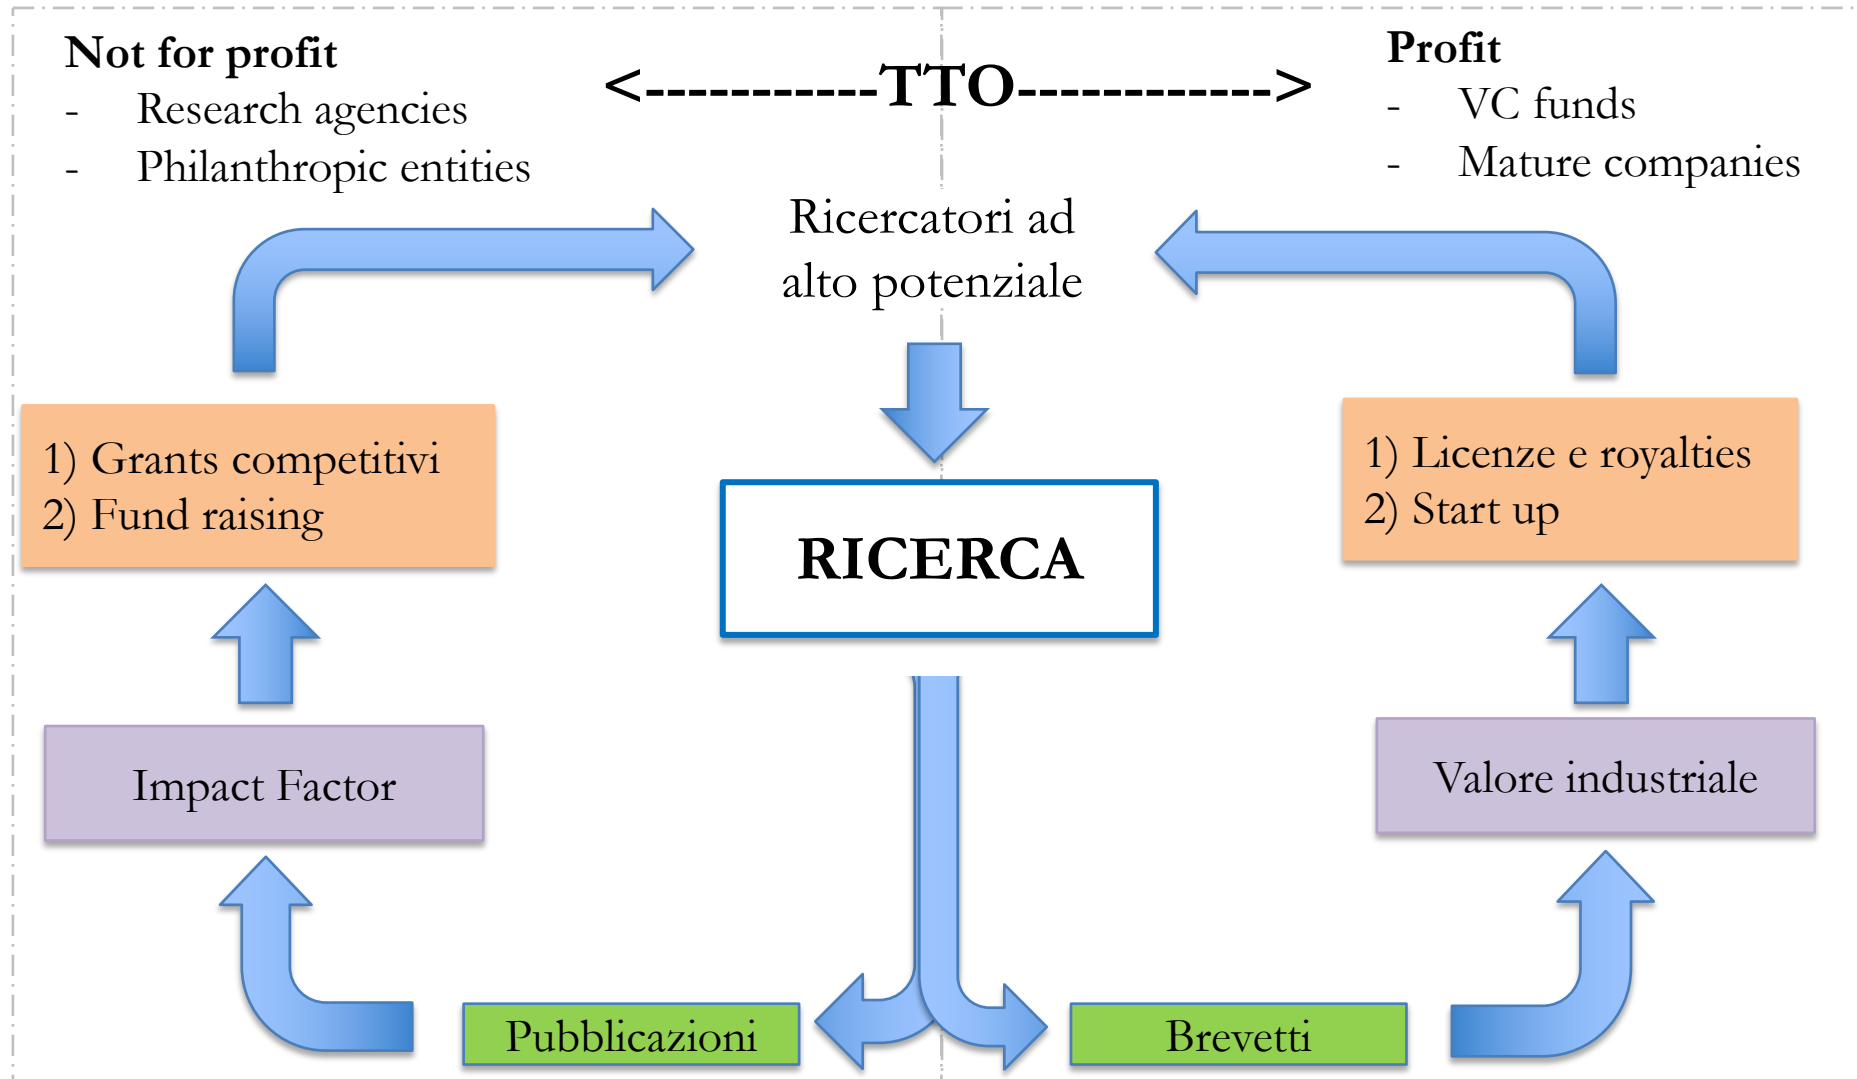 Not for profit
- Research agencies
- Philanthropic entities
<-----------TTO------------>
Profit
- VC funds
- Mature companies
Ricercatori ad
alto potenziale
1) Grants competitivi
2) Fund raising
RICERCA
1) Licenze e royalties
2) Start up
Impact Factor
Valore industriale
Pubblicazioni
Brevetti